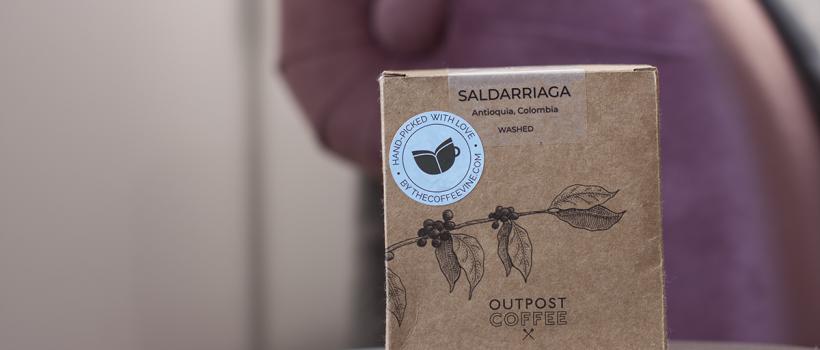 SALDARRIAGA
Antioquia, Colombia
WASHED
HAND-PICKED WITH LOVE
BYTHECOFFEEVINE.COM
OUTPOST
COFFEE